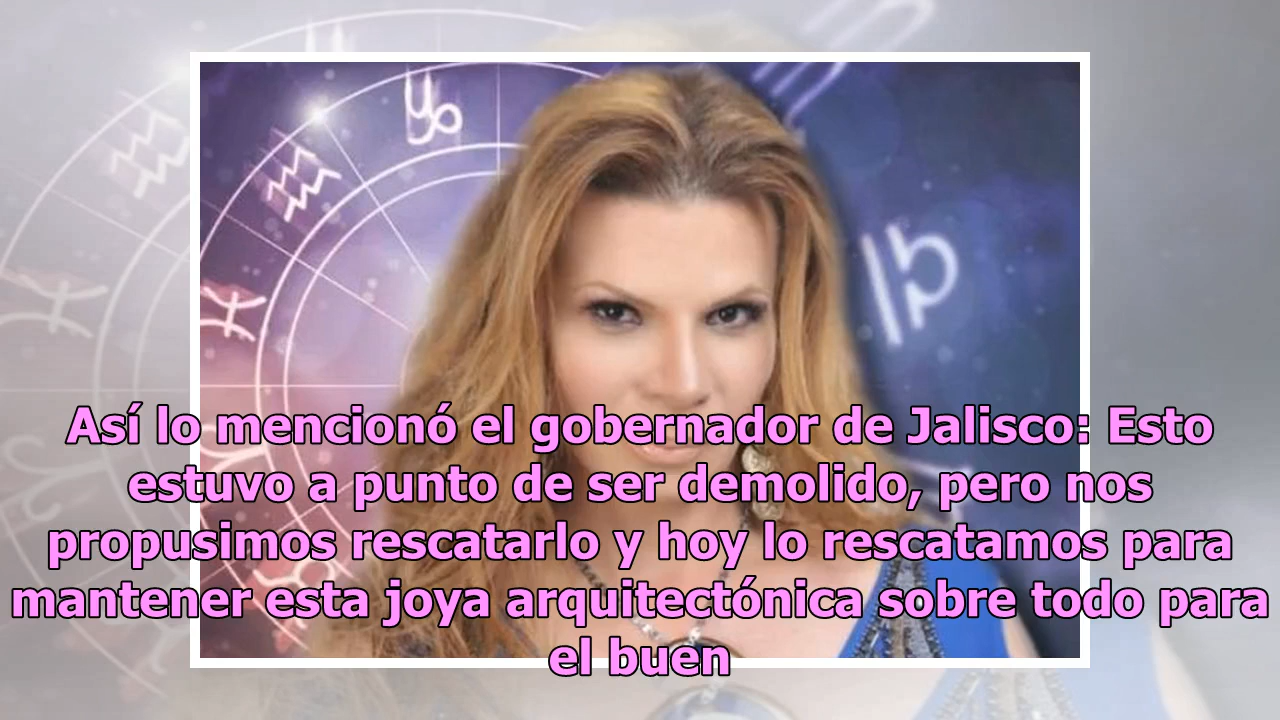 Así lo mencionó el gobernador de Jalisco: Esto
estuvo a punto de ser demolido, pero nos
propusimos rescatarlo y hoy lo rescatamos para
mantener esta joya arquitectónica sobre todo para
el buen